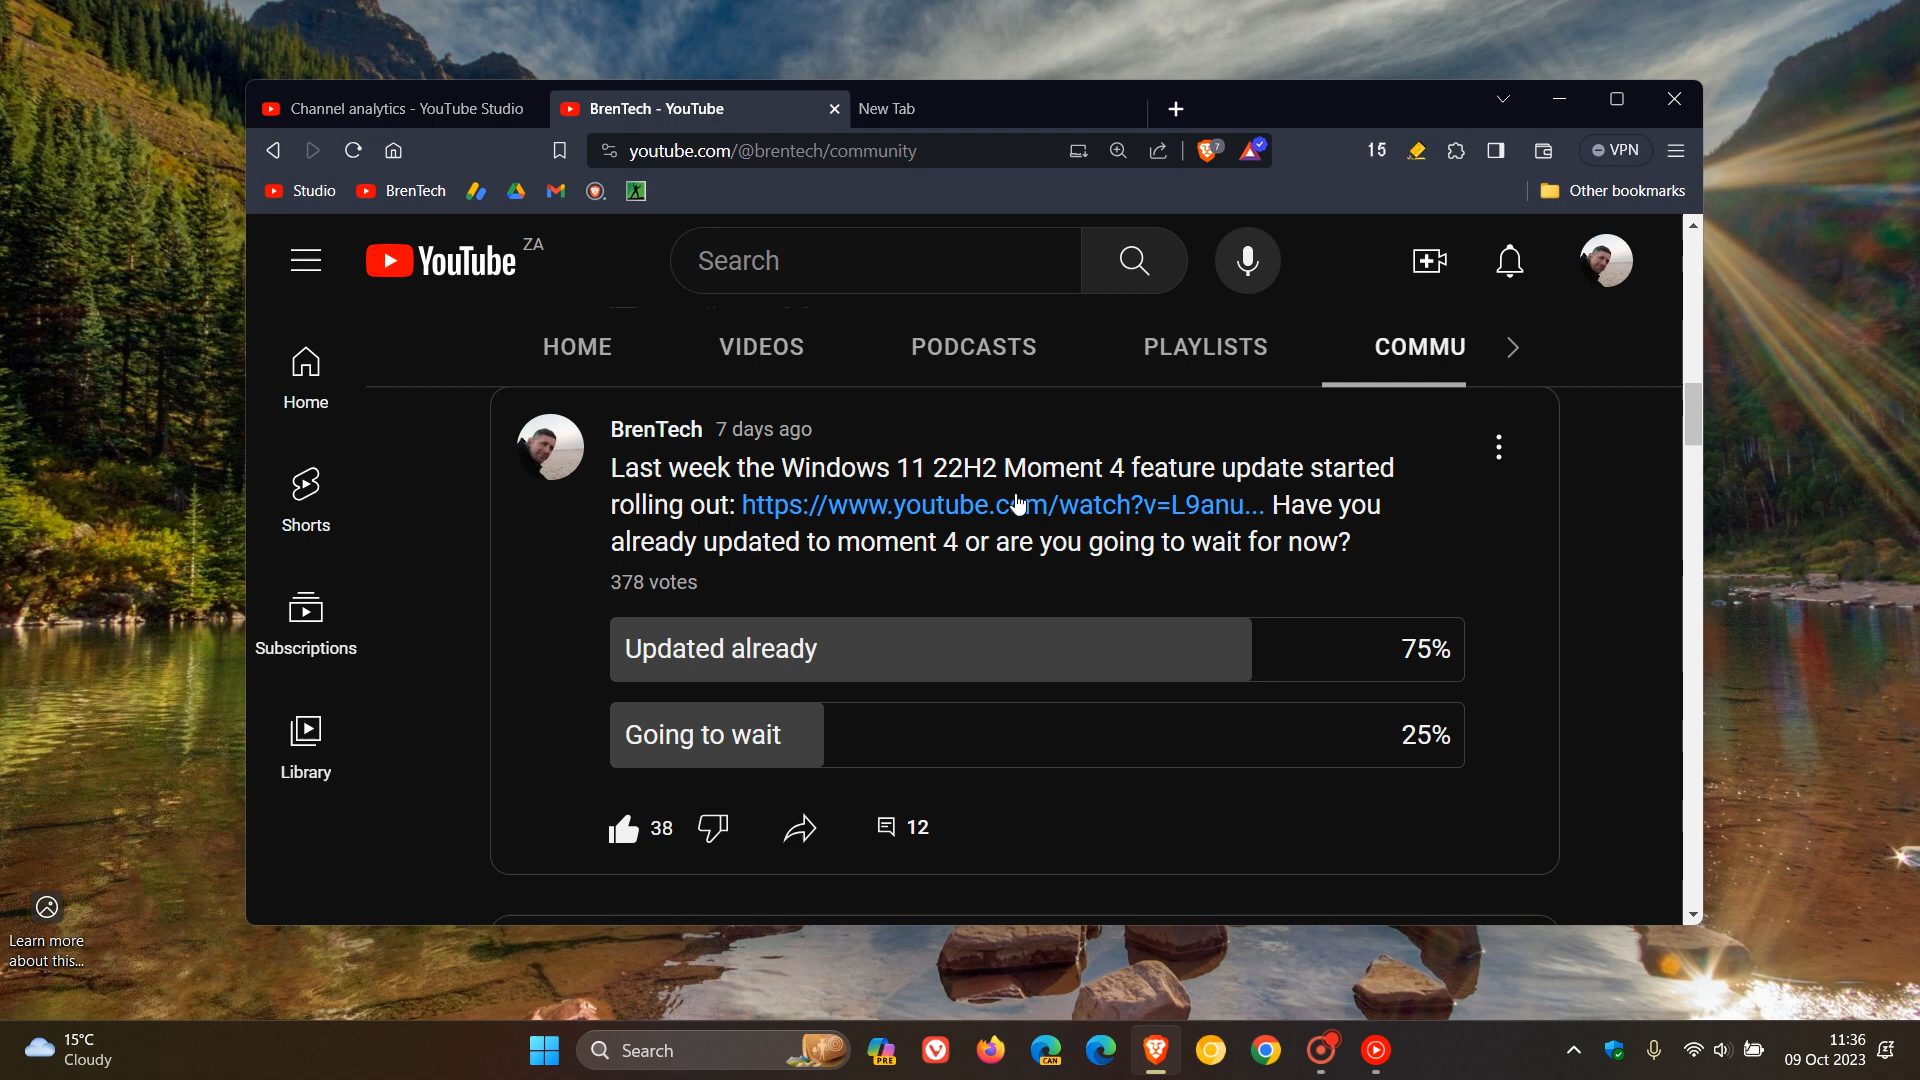 Channel analytics - YouTube Studio
BrenTech - YouTube
New Tab
youtube.com/@brentech/community
7
15
VPN
Studio
BrenTech
Other bookmarks
YouTube ZA
Search
HOME
VIDEOS
PODCASTS
PLAYLISTS
COMMU
Home
Shorts
Subscriptions
Library
BrenTech 7 days ago
Last week the Windows 11 22H2 Moment 4 feature update started
rolling out: https://www.youtube.com/watch?v=L9anu... Have you
already updated to moment 4 or are you going to wait for now?
378 votes
Updated already 75%
Going to wait 25%
38
12
Learn more
about this...
15°C
Cloudy
Search
PRE
CAN
11:36
09 Oct 2023